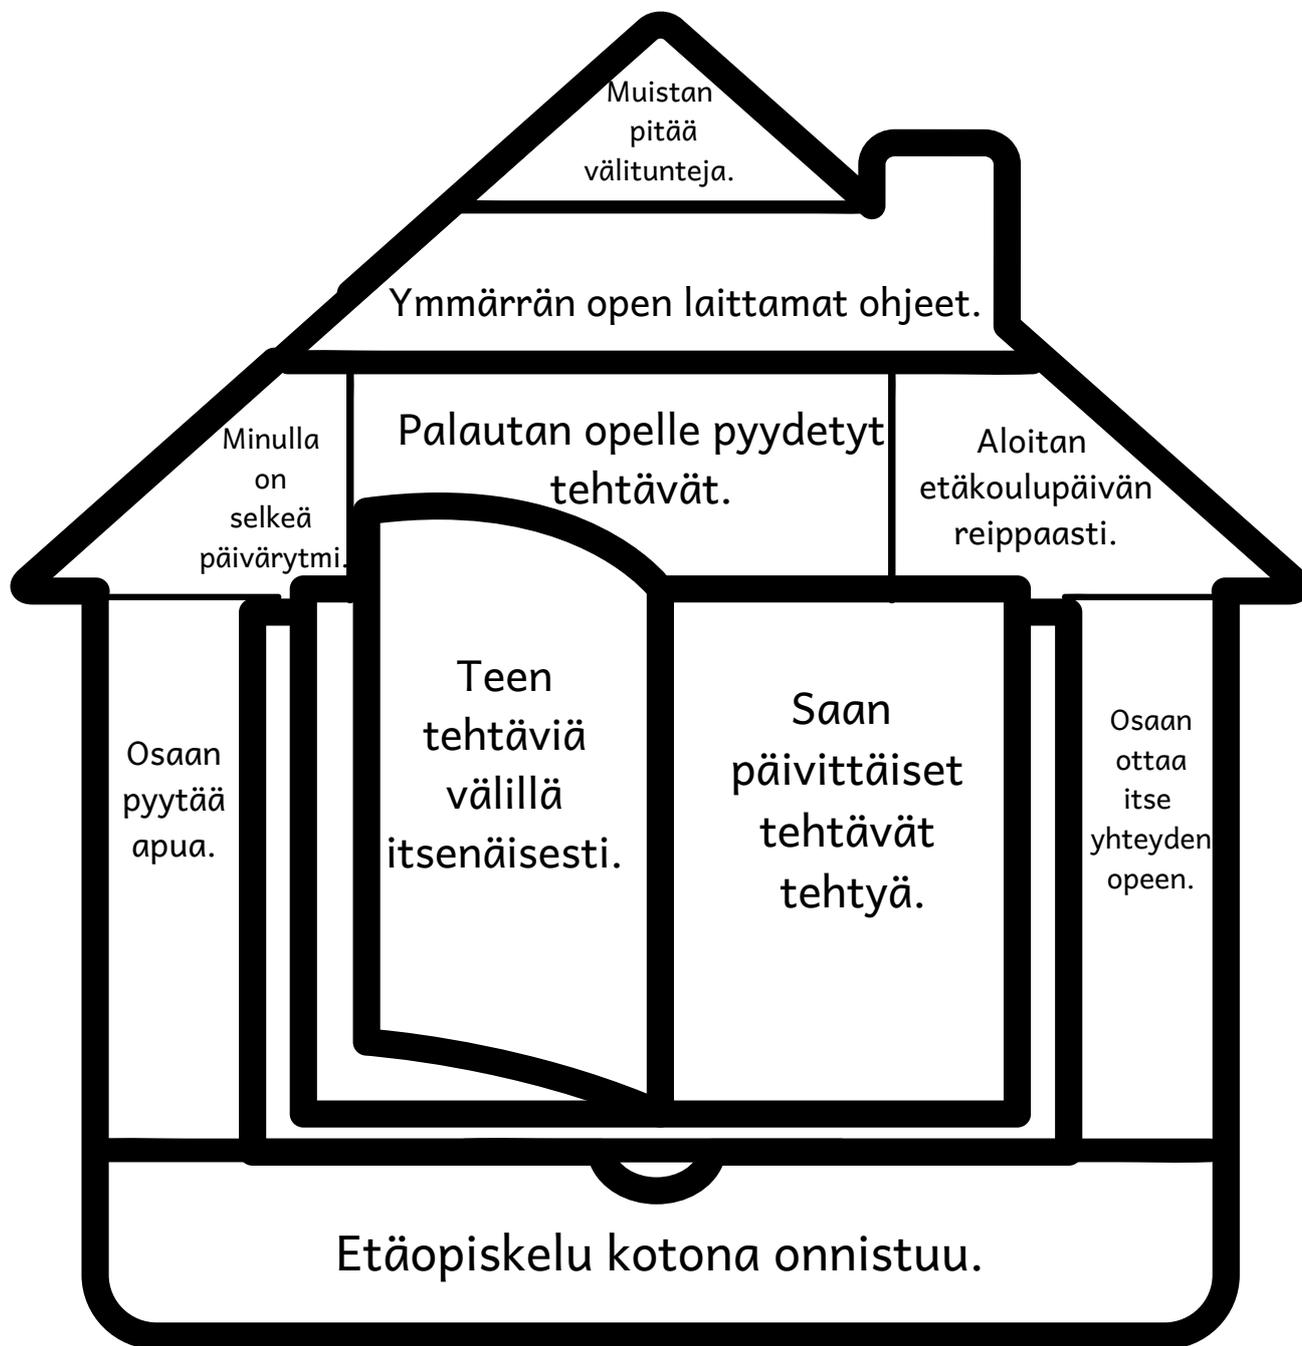 Muistan
pitää
välitunteja.
Ymmärrän open laittamat ohjeet.
Minulla
on
selkeä
päivärytmi.
Palautan opelle pyydetyt
tehtävät.
Aloitan
etäkoulupäivän
reippaasti.
Osaan
pyytää
apua.
Teen
tehtäviä
välillä
itsenäisesti.
Saan
päivittäiset
tehtävät
tehtyä.
Osaan
ottaa
itse
yhteyden
opeen.
Etäopiskelu kotona onnistuu.